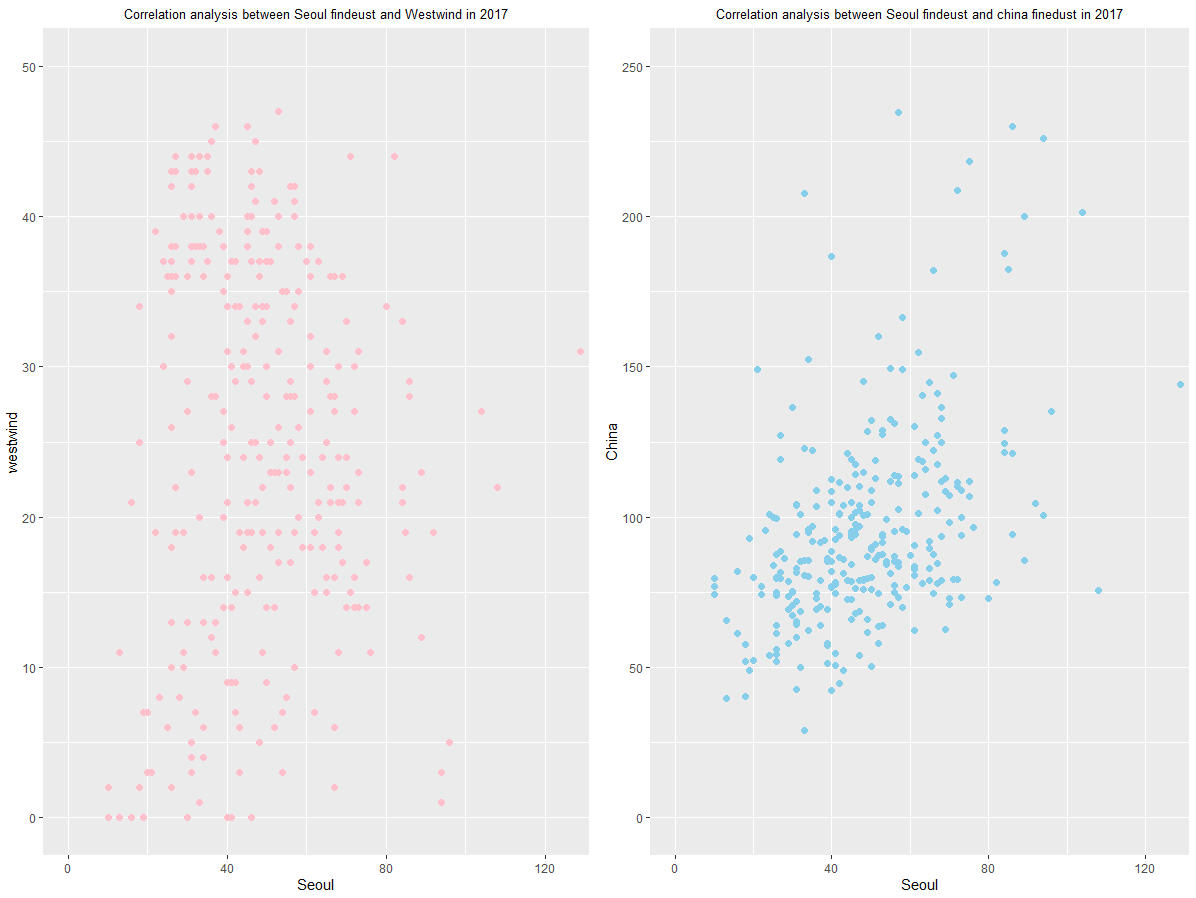 Correlation analysis between Seoul findeust and Westwind in 2017
50
40
30
20
10
0
westwind
0 40 80 120
Seoul
Correlation analysis between Seoul findeust and china finedust in 2017
250
200
150
100
50
0
China
0 40 80 120
Seoul